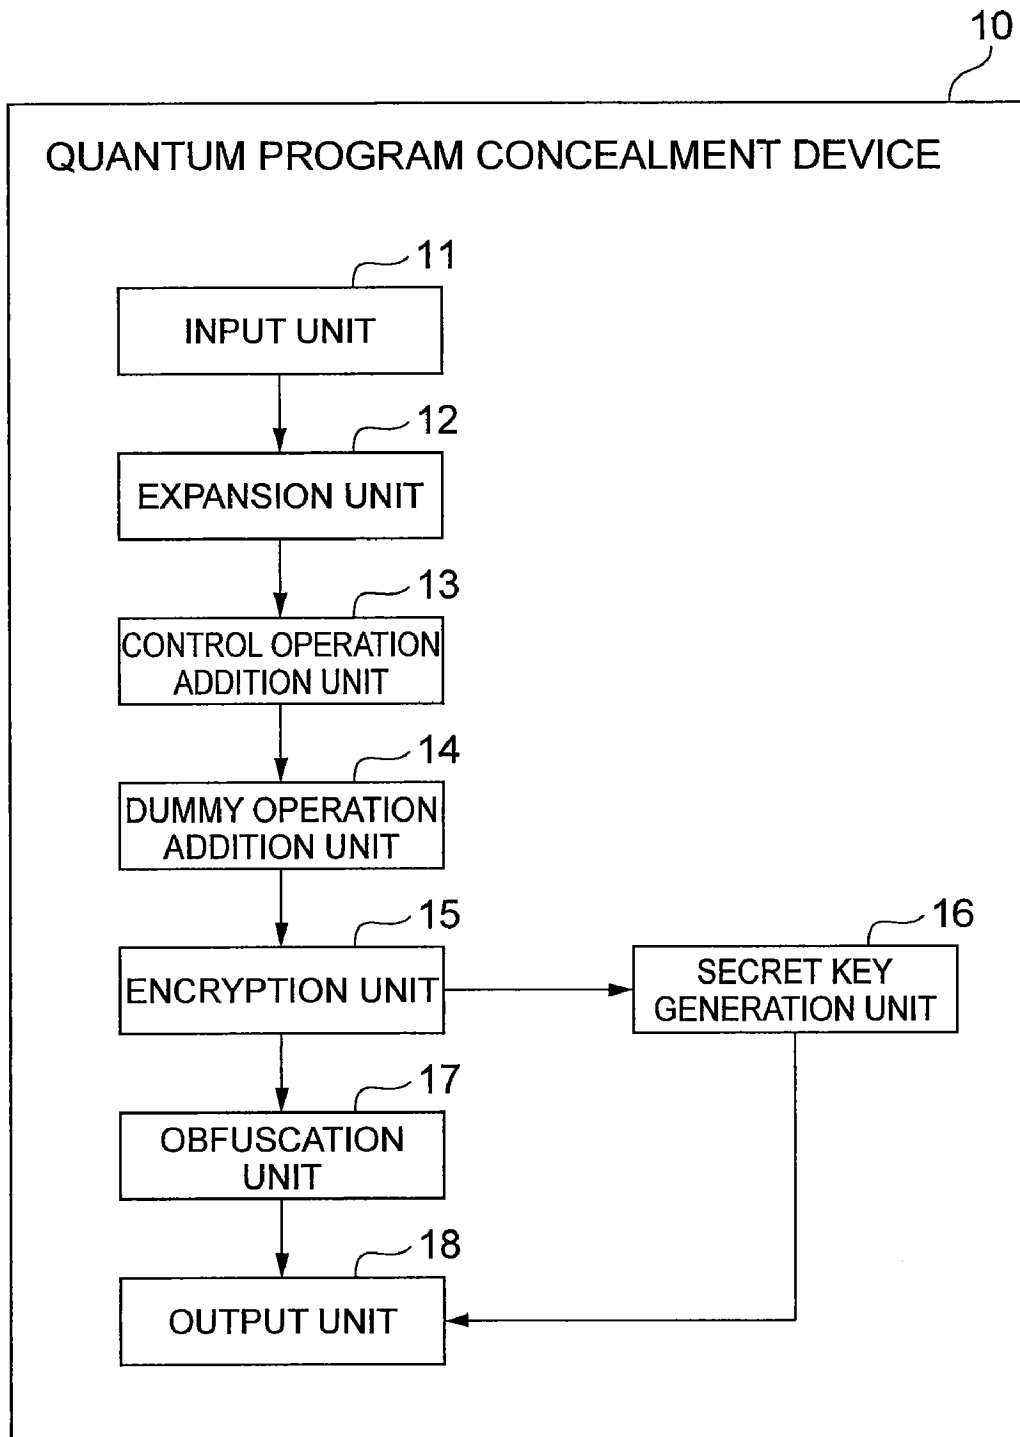 10
QUANTUM PROGRAM CONCEALMENT DEVICE
11
INPUT UNIT
12
EXPANSION UNIT
13
CONTROL OPERATION
ADDITION UNIT
14
DUMMY OPERATION
ADDITION UNIT
15
ENCRYPTION UNIT
16
SECRET KEY
GENERATION UNIT
17
OBFUSCATION
UNIT
18
OUTPUT UNIT